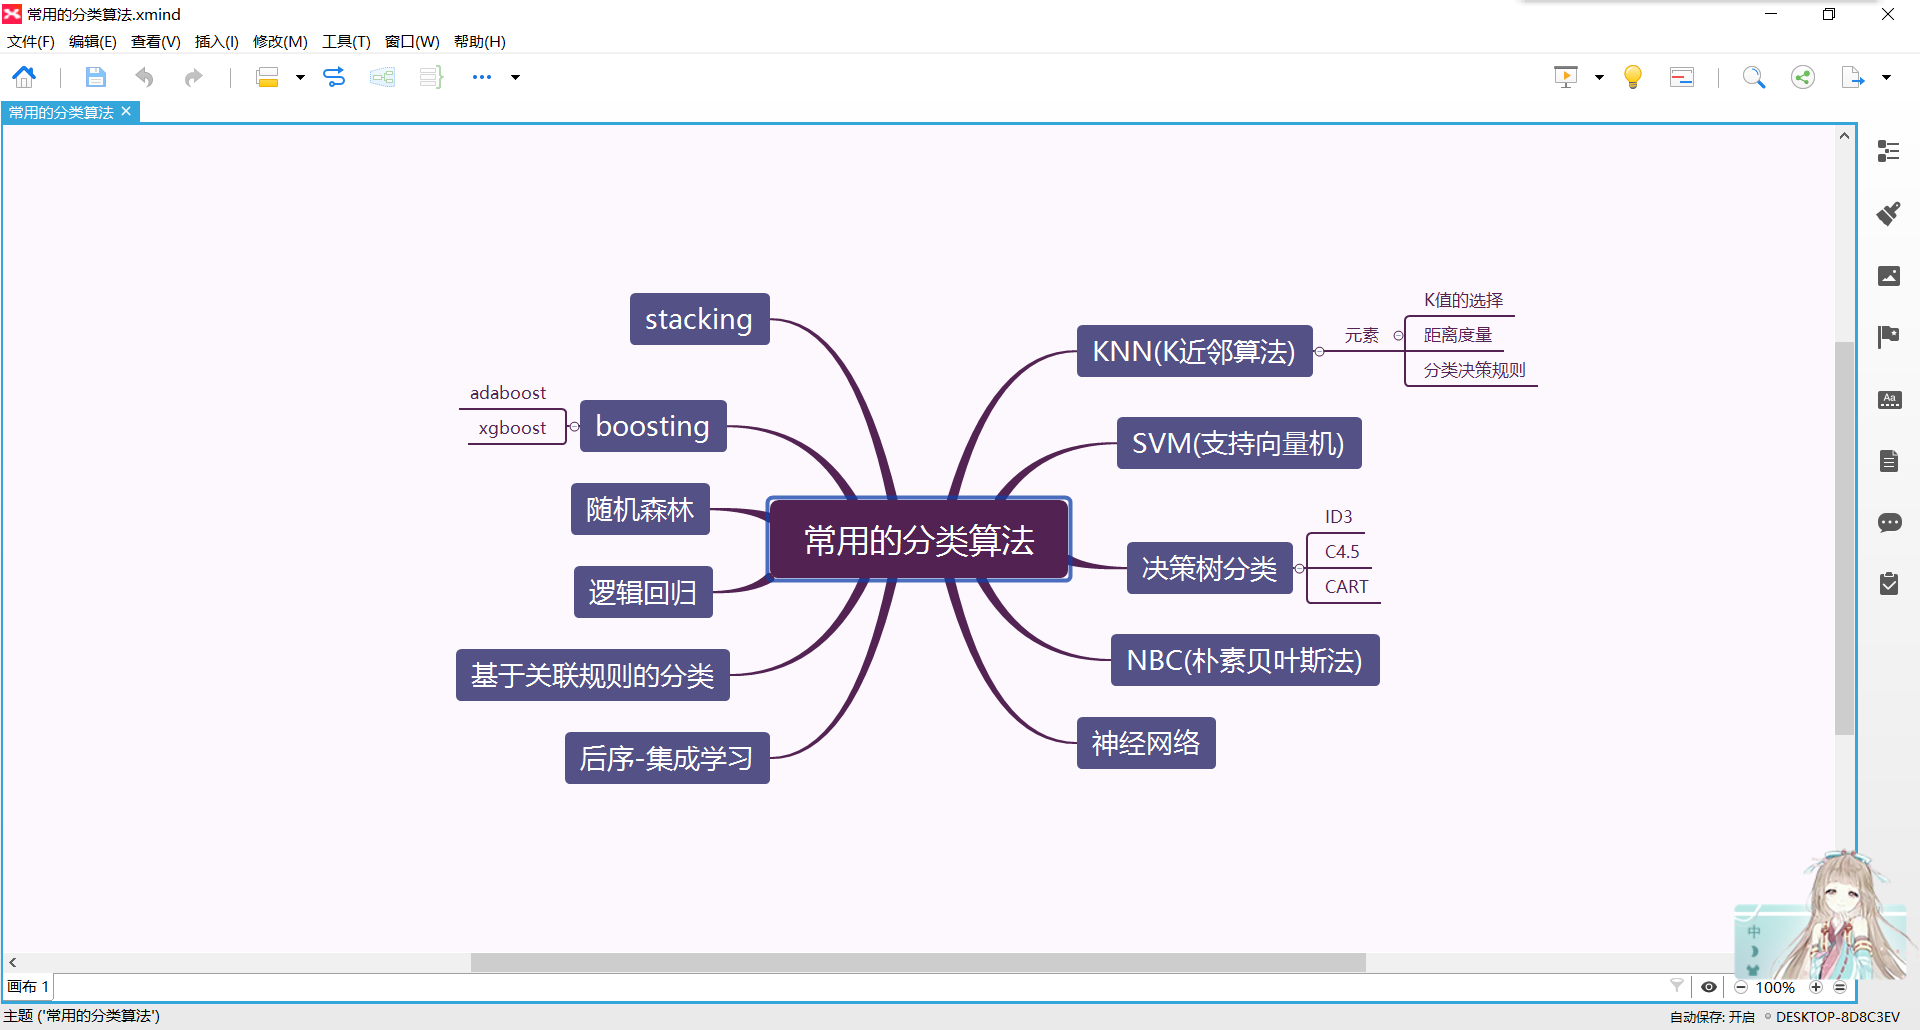 常用的分类算法.xmind
文件(F) 编辑(E) 查看(V) 插入(I) 修改(M) 工具(T) 窗口(W) 帮助(H)
常用的分类算法
stacking
adaboost
xgboost
boosting
随机森林
逻辑回归
基于关联规则的分类
后序-集成学习
常用的分类算法
KNN(K近邻算法)
元素
K值的选择
距离度量
分类决策规则
SVM(支持向量机)
决策树分类
ID3
C4.5
CART
NBC(朴素贝叶斯法)
神经网络
Aa
中
画布 1
100%
主题 ('常用的分类算法')
自动保存: 开启
DESKTOP-8D8C3EV